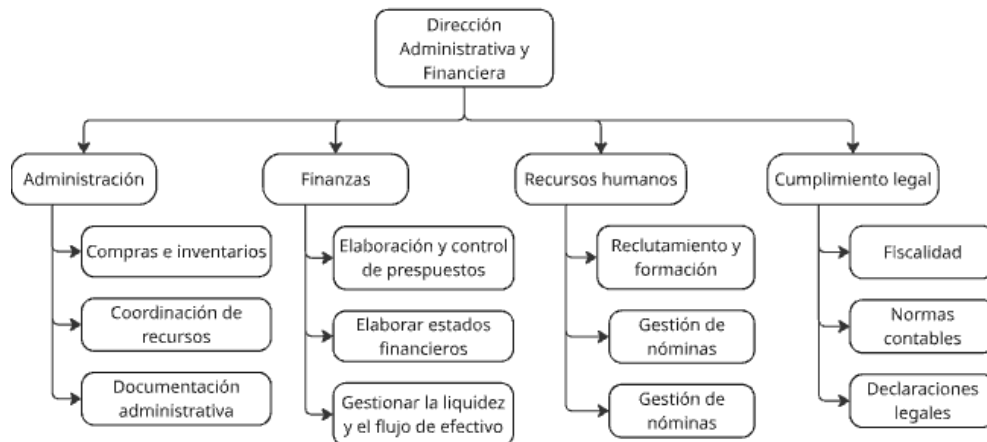 Dirección
Administrativa y
Financiera
Administración
Finanzas
Recursos humanos
Cumplimiento legal
Compras e inventarios
Coordinación de
recursos
Documentación
administrativa
Elaboración y control
de prespuestos
Elaborar estados
financieros
Gestionar la liquidez
y el flujo de efectivo
Reclutamiento y
formación
Gestión de
nóminas
Gestión de
nóminas
Fiscalidad
Normas
contables
Declaraciones
legales